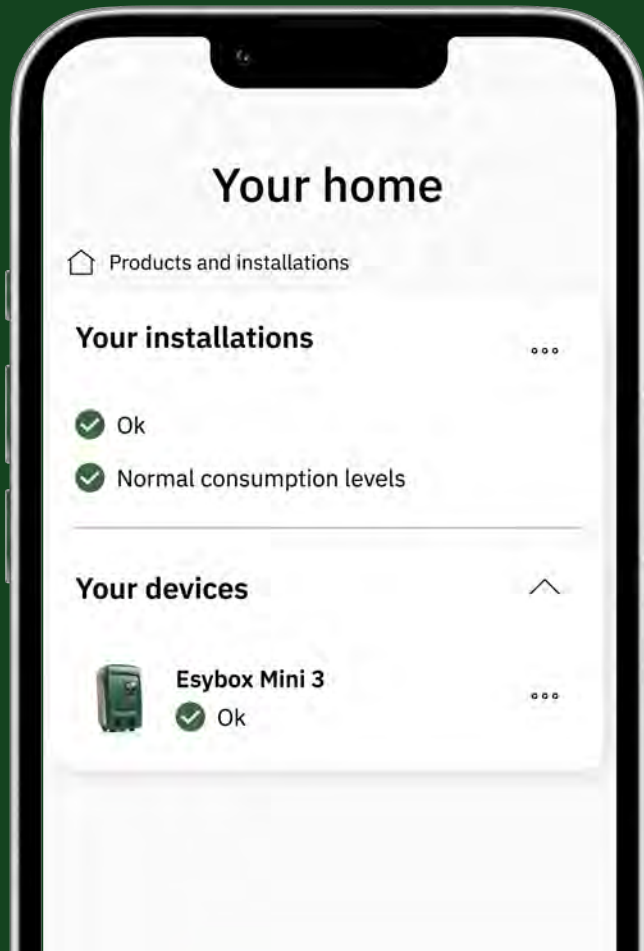 Your home
Products and installations
Your installations
Ok
Normal consumption levels
Your devices
Esybox Mini 3
Ok